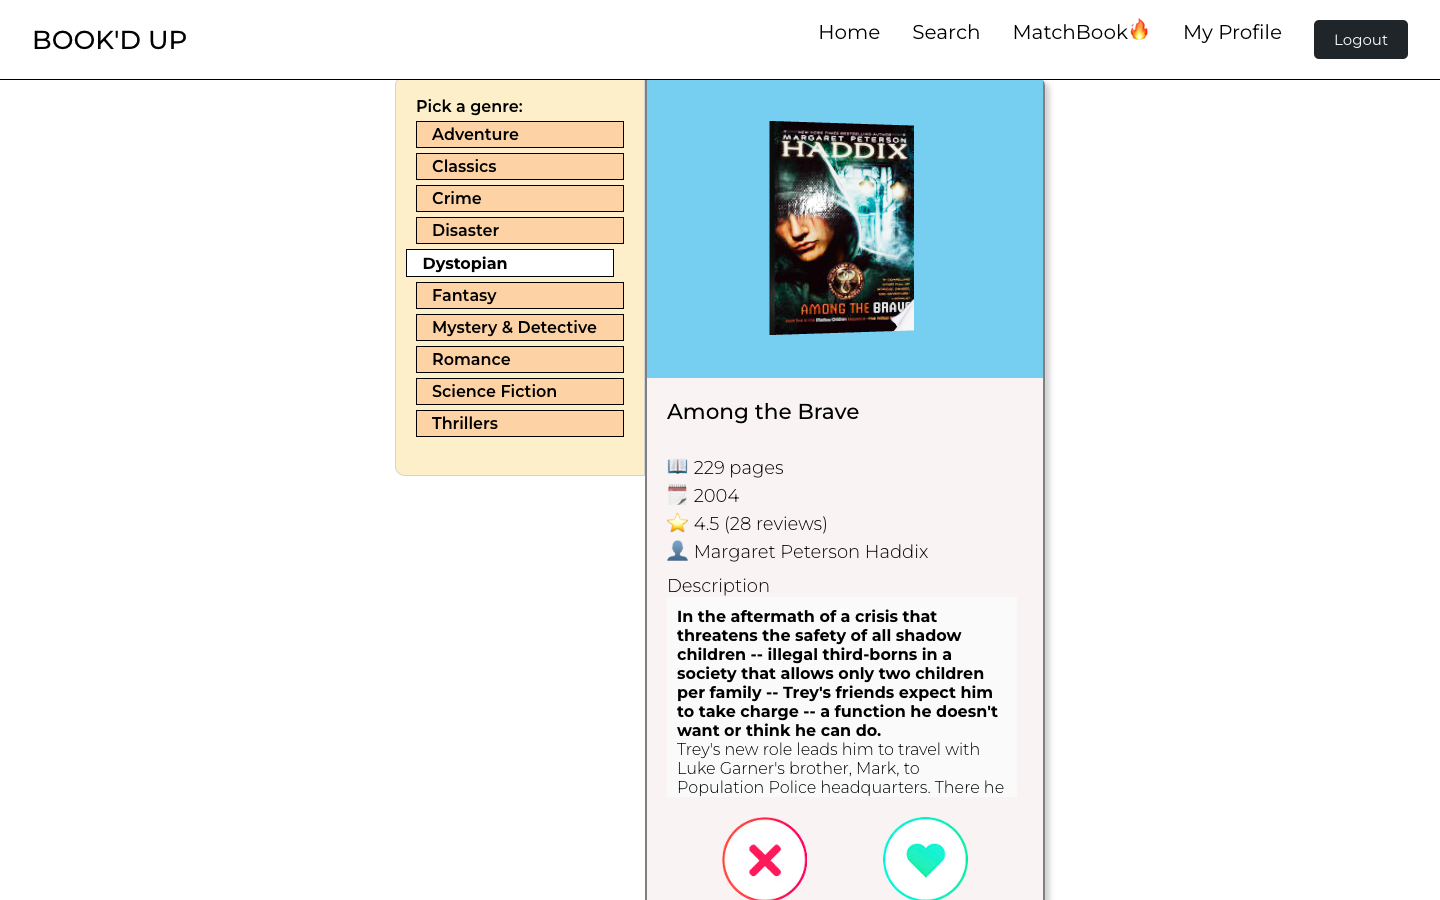 BOOK'D UP
Home
Search
MatchBook🔥
My Profile
Logout
Pick a genre:
Adventure
Classics
Crime
Disaster
Dystopian
Fantasy
Mystery & Detective
Romance
Science Fiction
Thrillers
NEW YORK TIMES BESTSELLING AUTHOR
MARGARET PETERSON
HADDIX
AMONG THE BRAVE
Among the Brave
229 pages
2004
4.5 (28 reviews)
Margaret Peterson Haddix
Description
In the aftermath of a crisis that
threatens the safety of all shadow
children -- illegal third-borns in a
society that allows only two children
per family -- Trey's friends expect him
to take charge -- a function he doesn't
want or think he can do.
Trey's new role leads him to travel with
Luke Garner's brother, Mark, to
Population Police headquarters. There he